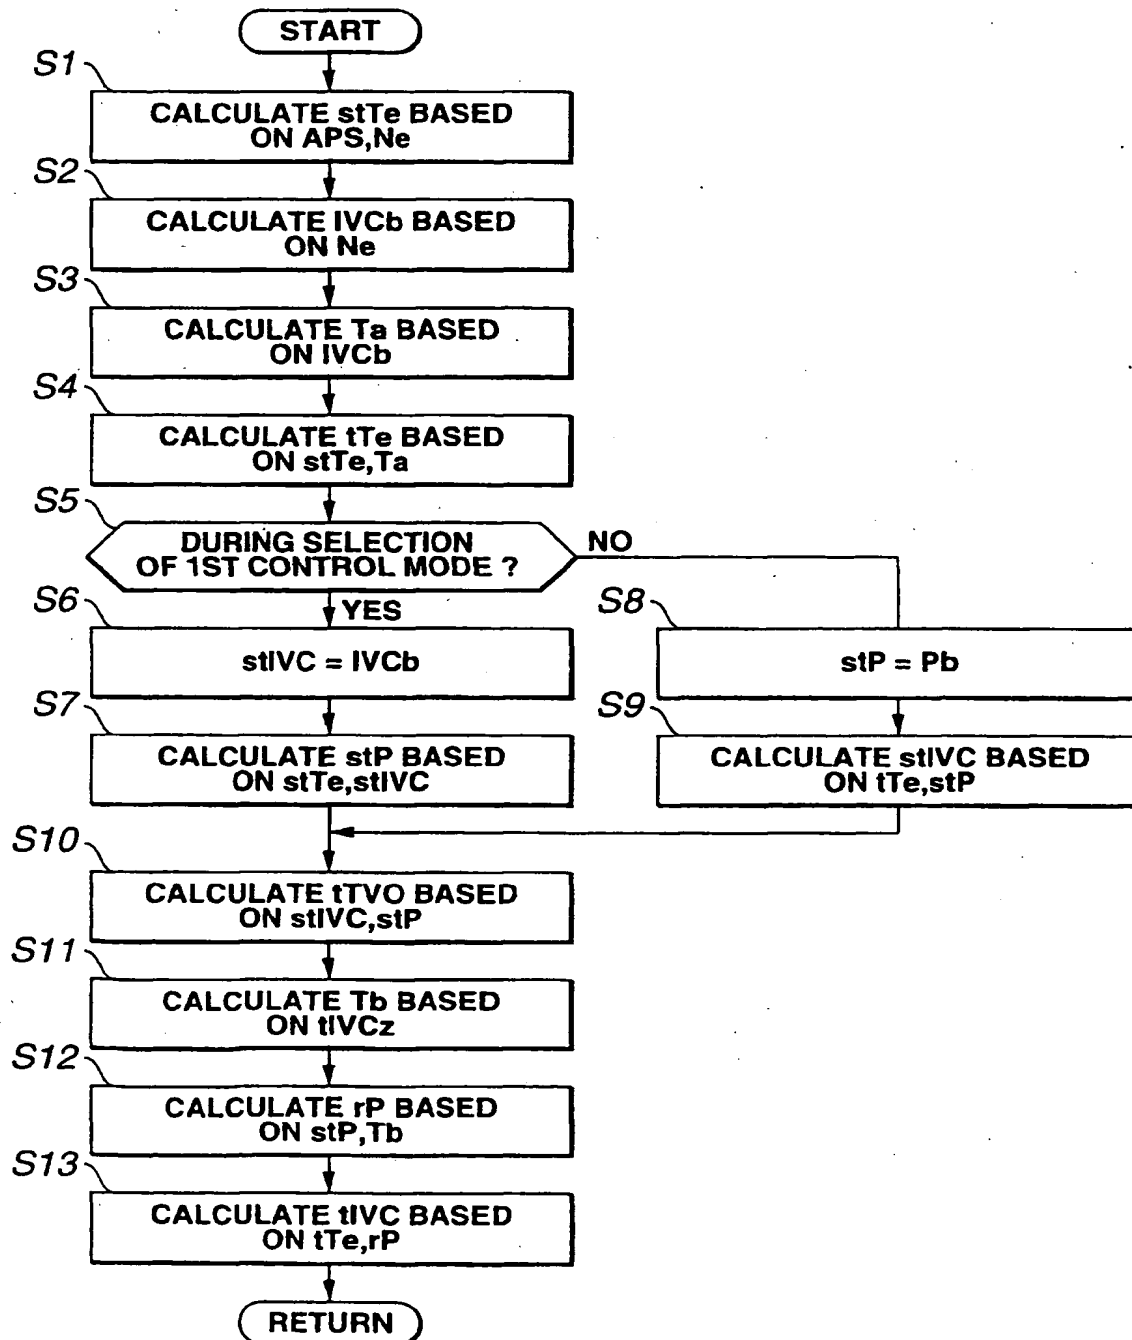 START
S1
CALCULATE stTe BASED
ON APS,Ne
S2
CALCULATE IVCb BASED
ON Ne
S3
CALCULATE Ta BASED
ON IVCb
S4
CALCULATE tTe BASED
ON stTe,Ta
S5
DURING SELECTION
OF 1ST CONTROL MODE ?
NO
YES
S6
stIVC = IVCb
S7
CALCULATE stP BASED
ON stTe,stIVC
S8
stP = Pb
S9
CALCULATE stIVC BASED
ON tTe,stP
S10
CALCULATE tTVO BASED
ON stIVC,stP
S11
CALCULATE Tb BASED
ON tIVCz
S12
CALCULATE rP BASED
ON stP,Tb
S13
CALCULATE tIVC BASED
ON tTe,rP
RETURN